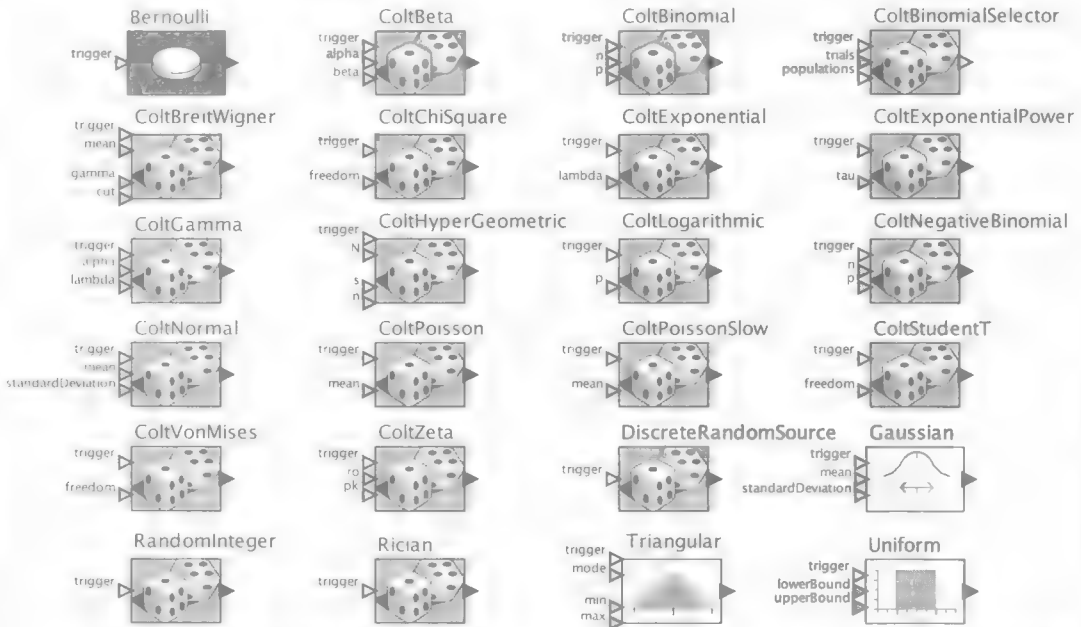 Bernoulli
trigger
ColtBeta
trigger
alpha
beta
ColtBinomial
trigger
n
p
ColtBinomialSelector
trigger
trials
populations
ColtBreitWigner
trigger
mean
gamma
cut
ColtChiSquare
trigger
freedom
ColtExponential
trigger
lambda
ColtExponentialPower
trigger
tau
ColtGamma
trigger
alpha
lambda
ColtHyperGeometric
trigger
N
s
n
ColtLogarithmic
trigger
p
ColtNegativeBinomial
trigger
n
p
ColtNormal
trigger
mean
standardDeviation
ColtPoisson
trigger
mean
ColtPoissonSlow
trigger
mean
ColtStudentT
trigger
freedom
ColtVonMises
trigger
freedom
ColtZeta
trigger
ro
pk
DiscreteRandomSource
trigger
Gaussian
trigger
mean
standardDeviation
RandomInteger
trigger
Rician
trigger
Triangular
trigger
mode
min
max
Uniform
trigger
lowerBound
upperBound